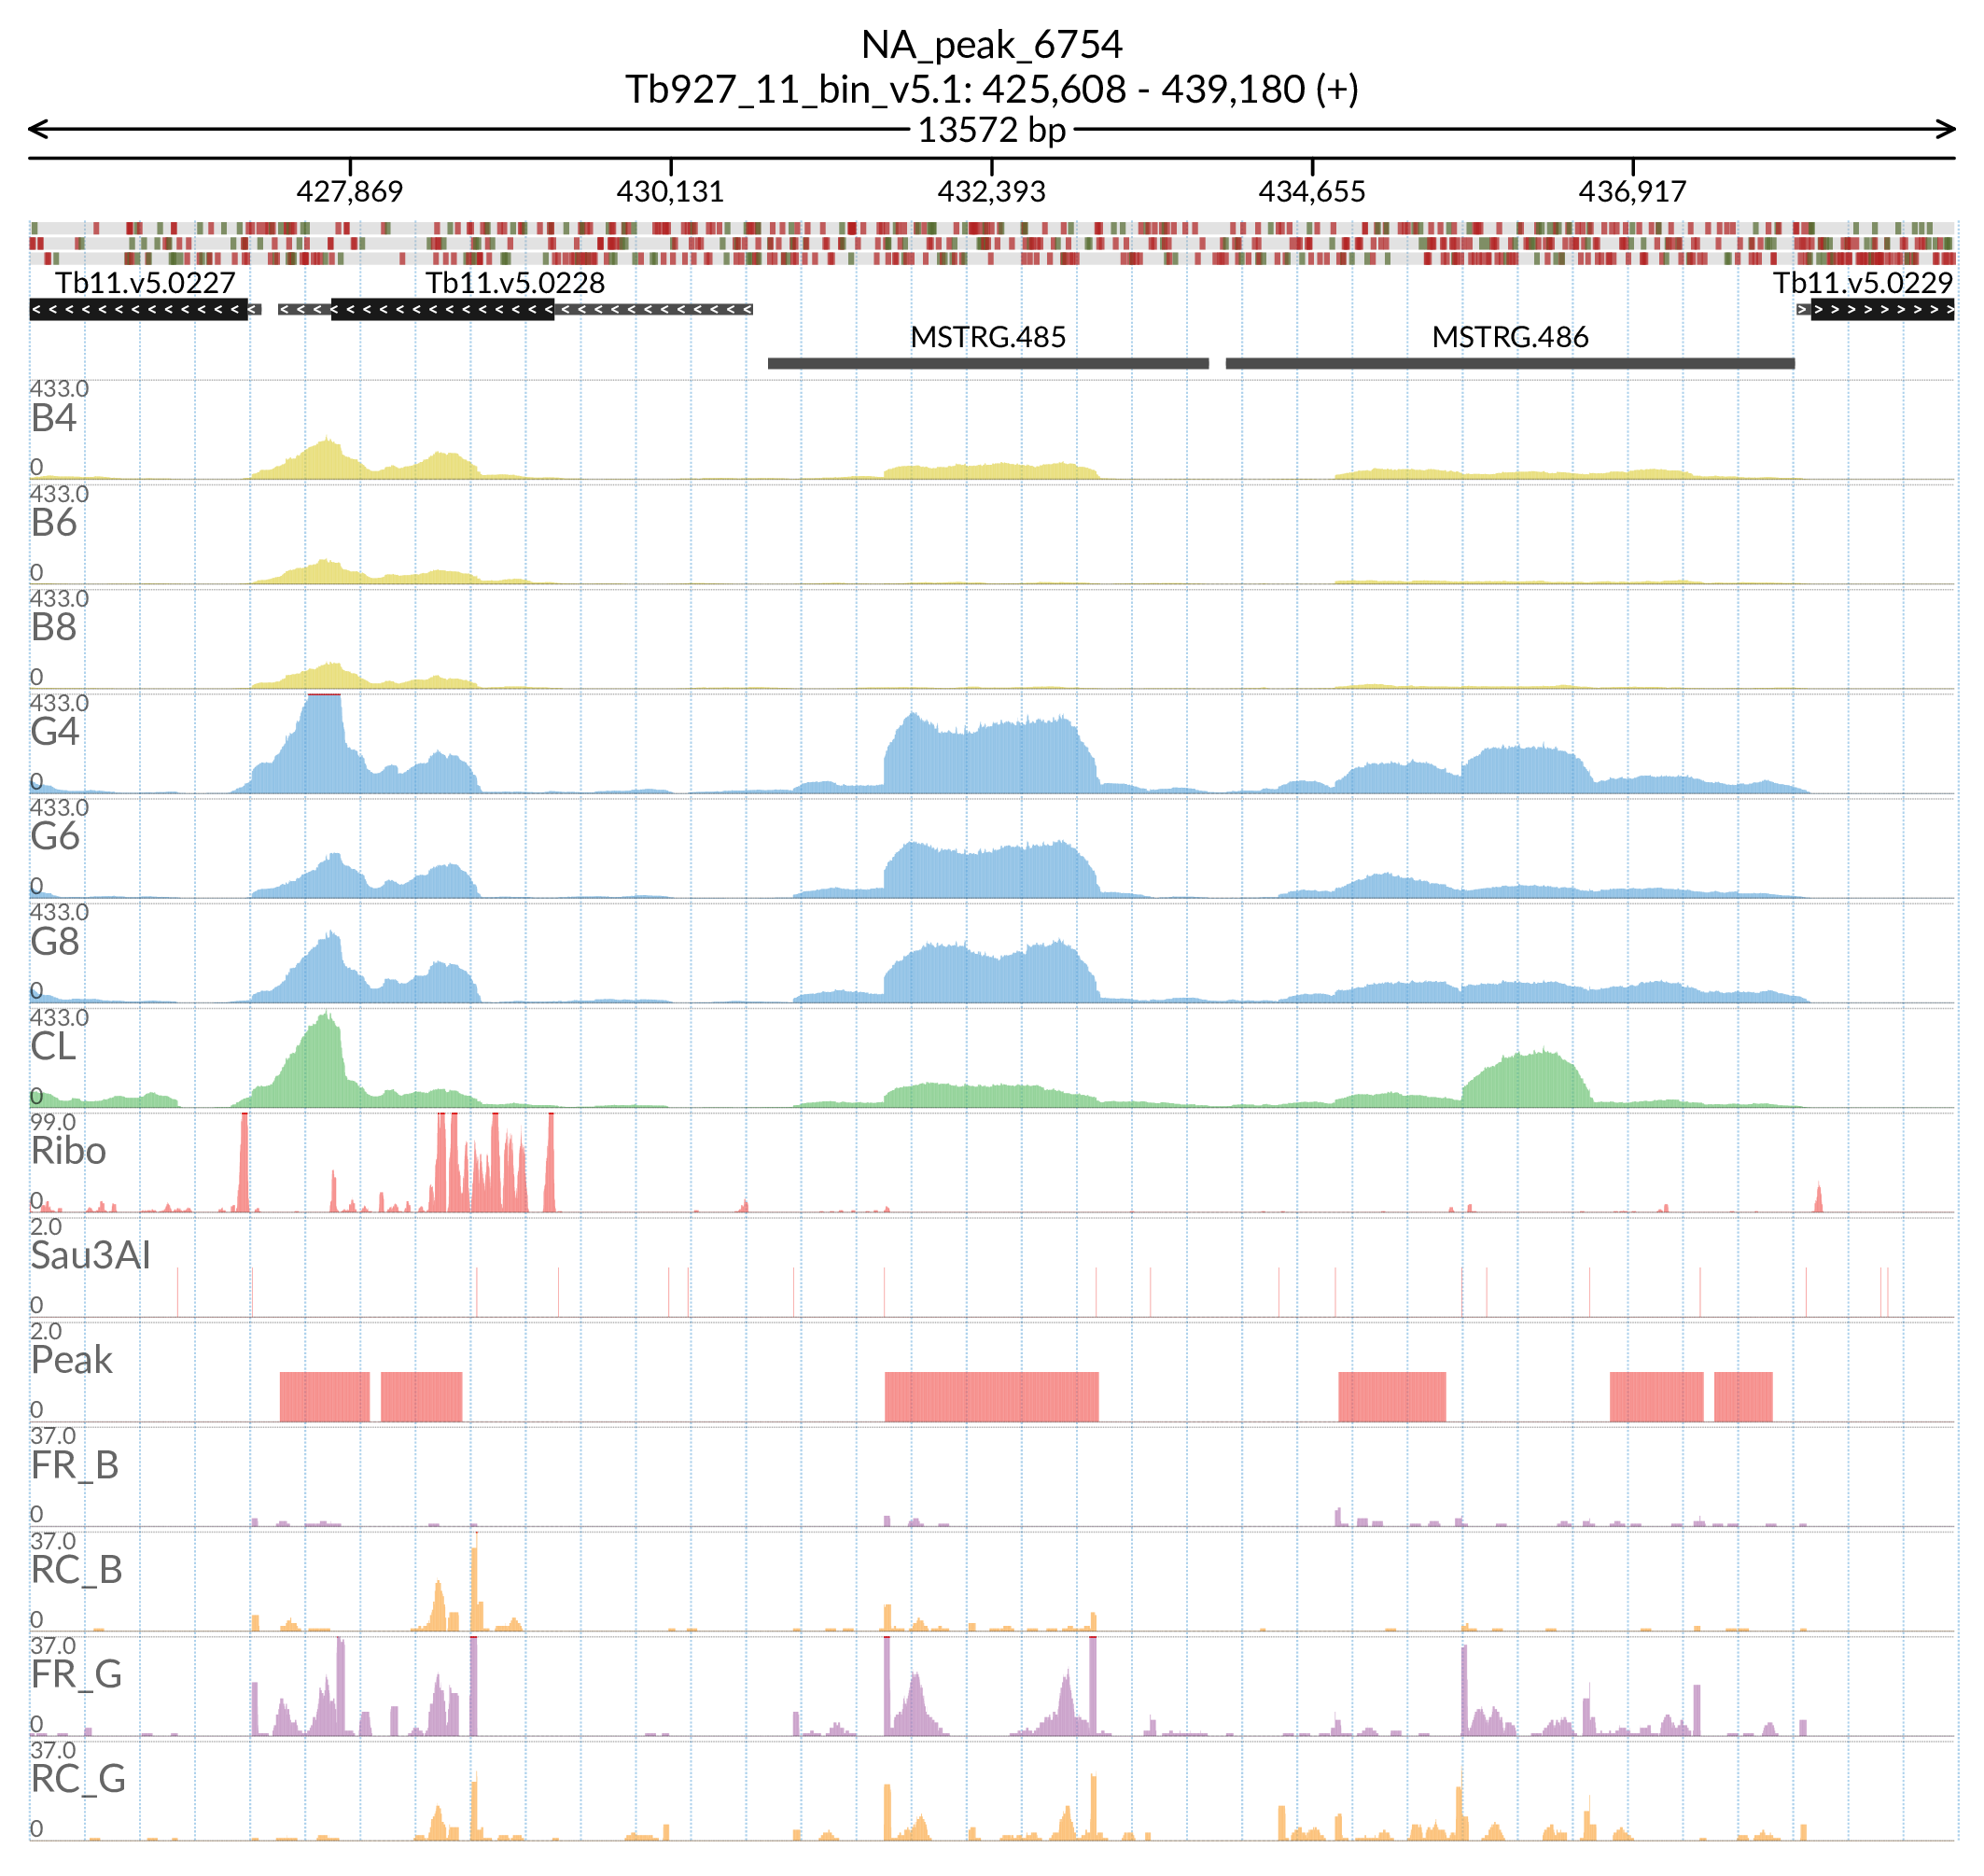 NA_peak_6754
Tb927_11_bin_v5.1: 425,608 - 439,180 (+)
13572 bp
427,869 430,131 432,393 434,655 436,917
Tb11.v5.0227 Tb11.v5.0228 Tb11.v5.0229
MSTRG.485 MSTRG.486
433.0
B4
0
433.0
B6
0
433.0
B8
0
433.0
G4
0
433.0
G6
0
433.0
G8
0
433.0
CL
0
99.0
Ribo
0
2.0
Sau3AI
0
2.0
Peak
0
37.0
FR_B
0
37.0
RC_B
0
37.0
FR_G
0
37.0
RC_G
0